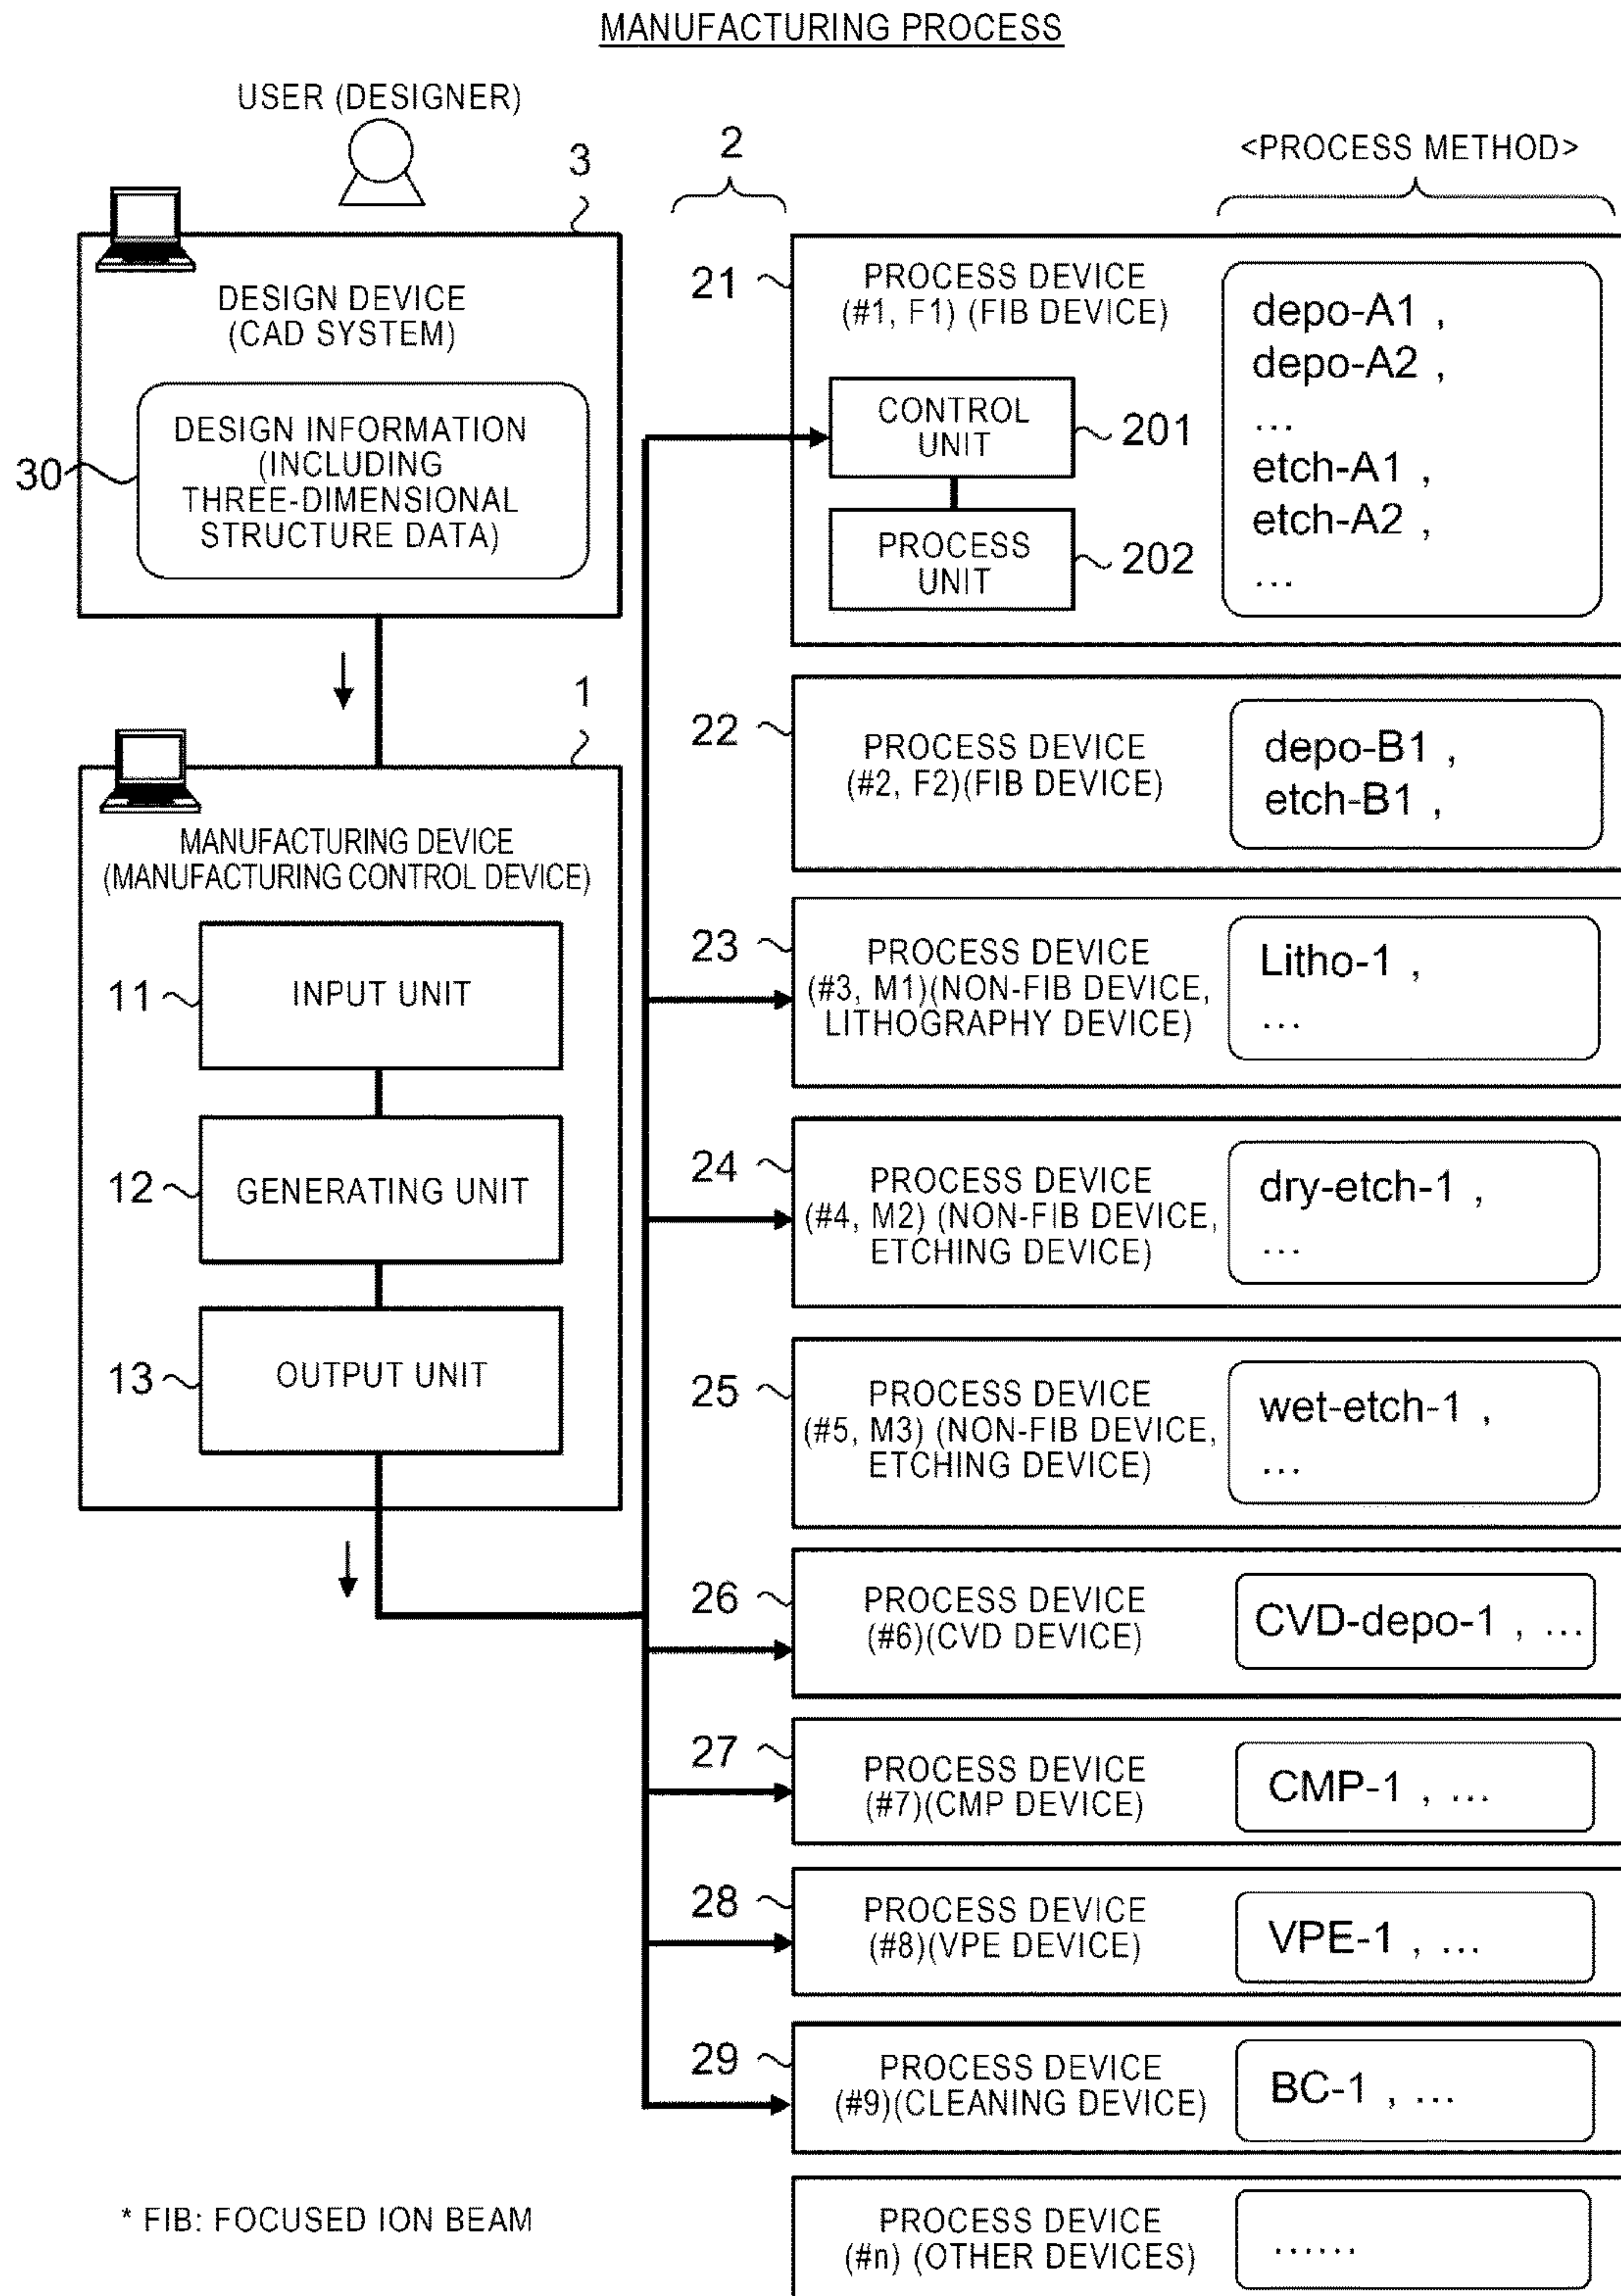 MANUFACTURING PROCESS
USER (DESIGNER)
3
DESIGN DEVICE
(CAD SYSTEM)
30
DESIGN INFORMATION
(INCLUDING
THREE-DIMENSIONAL
STRUCTURE DATA)
1
MANUFACTURING DEVICE
(MANUFACTURING CONTROL DEVICE)
11
INPUT UNIT
12
GENERATING UNIT
13
OUTPUT UNIT
2
<PROCESS METHOD>
21
PROCESS DEVICE
(#1, F1) (FIB DEVICE)
CONTROL
UNIT
201
PROCESS
UNIT
202
depo-A1 ,
depo-A2 ,
...
etch-A1 ,
etch-A2 ,
...
22
PROCESS DEVICE
(#2, F2)(FIB DEVICE)
depo-B1 ,
etch-B1 ,
23
PROCESS DEVICE
(#3, M1)(NON-FIB DEVICE,
LITHOGRAPHY DEVICE)
Litho-1 ,
...
24
PROCESS DEVICE
(#4, M2) (NON-FIB DEVICE,
ETCHING DEVICE)
dry-etch-1 ,
...
25
PROCESS DEVICE
(#5, M3) (NON-FIB DEVICE,
ETCHING DEVICE)
wet-etch-1 ,
...
26
PROCESS DEVICE
(#6)(CVD DEVICE)
CVD-depo-1 , ...
27
PROCESS DEVICE
(#7)(CMP DEVICE)
CMP-1 , ...
28
PROCESS DEVICE
(#8)(VPE DEVICE)
VPE-1 , ...
29
PROCESS DEVICE
(#9)(CLEANING DEVICE)
BC-1 , ...
PROCESS DEVICE
(#n) (OTHER DEVICES)
......
* FIB: FOCUSED ION BEAM